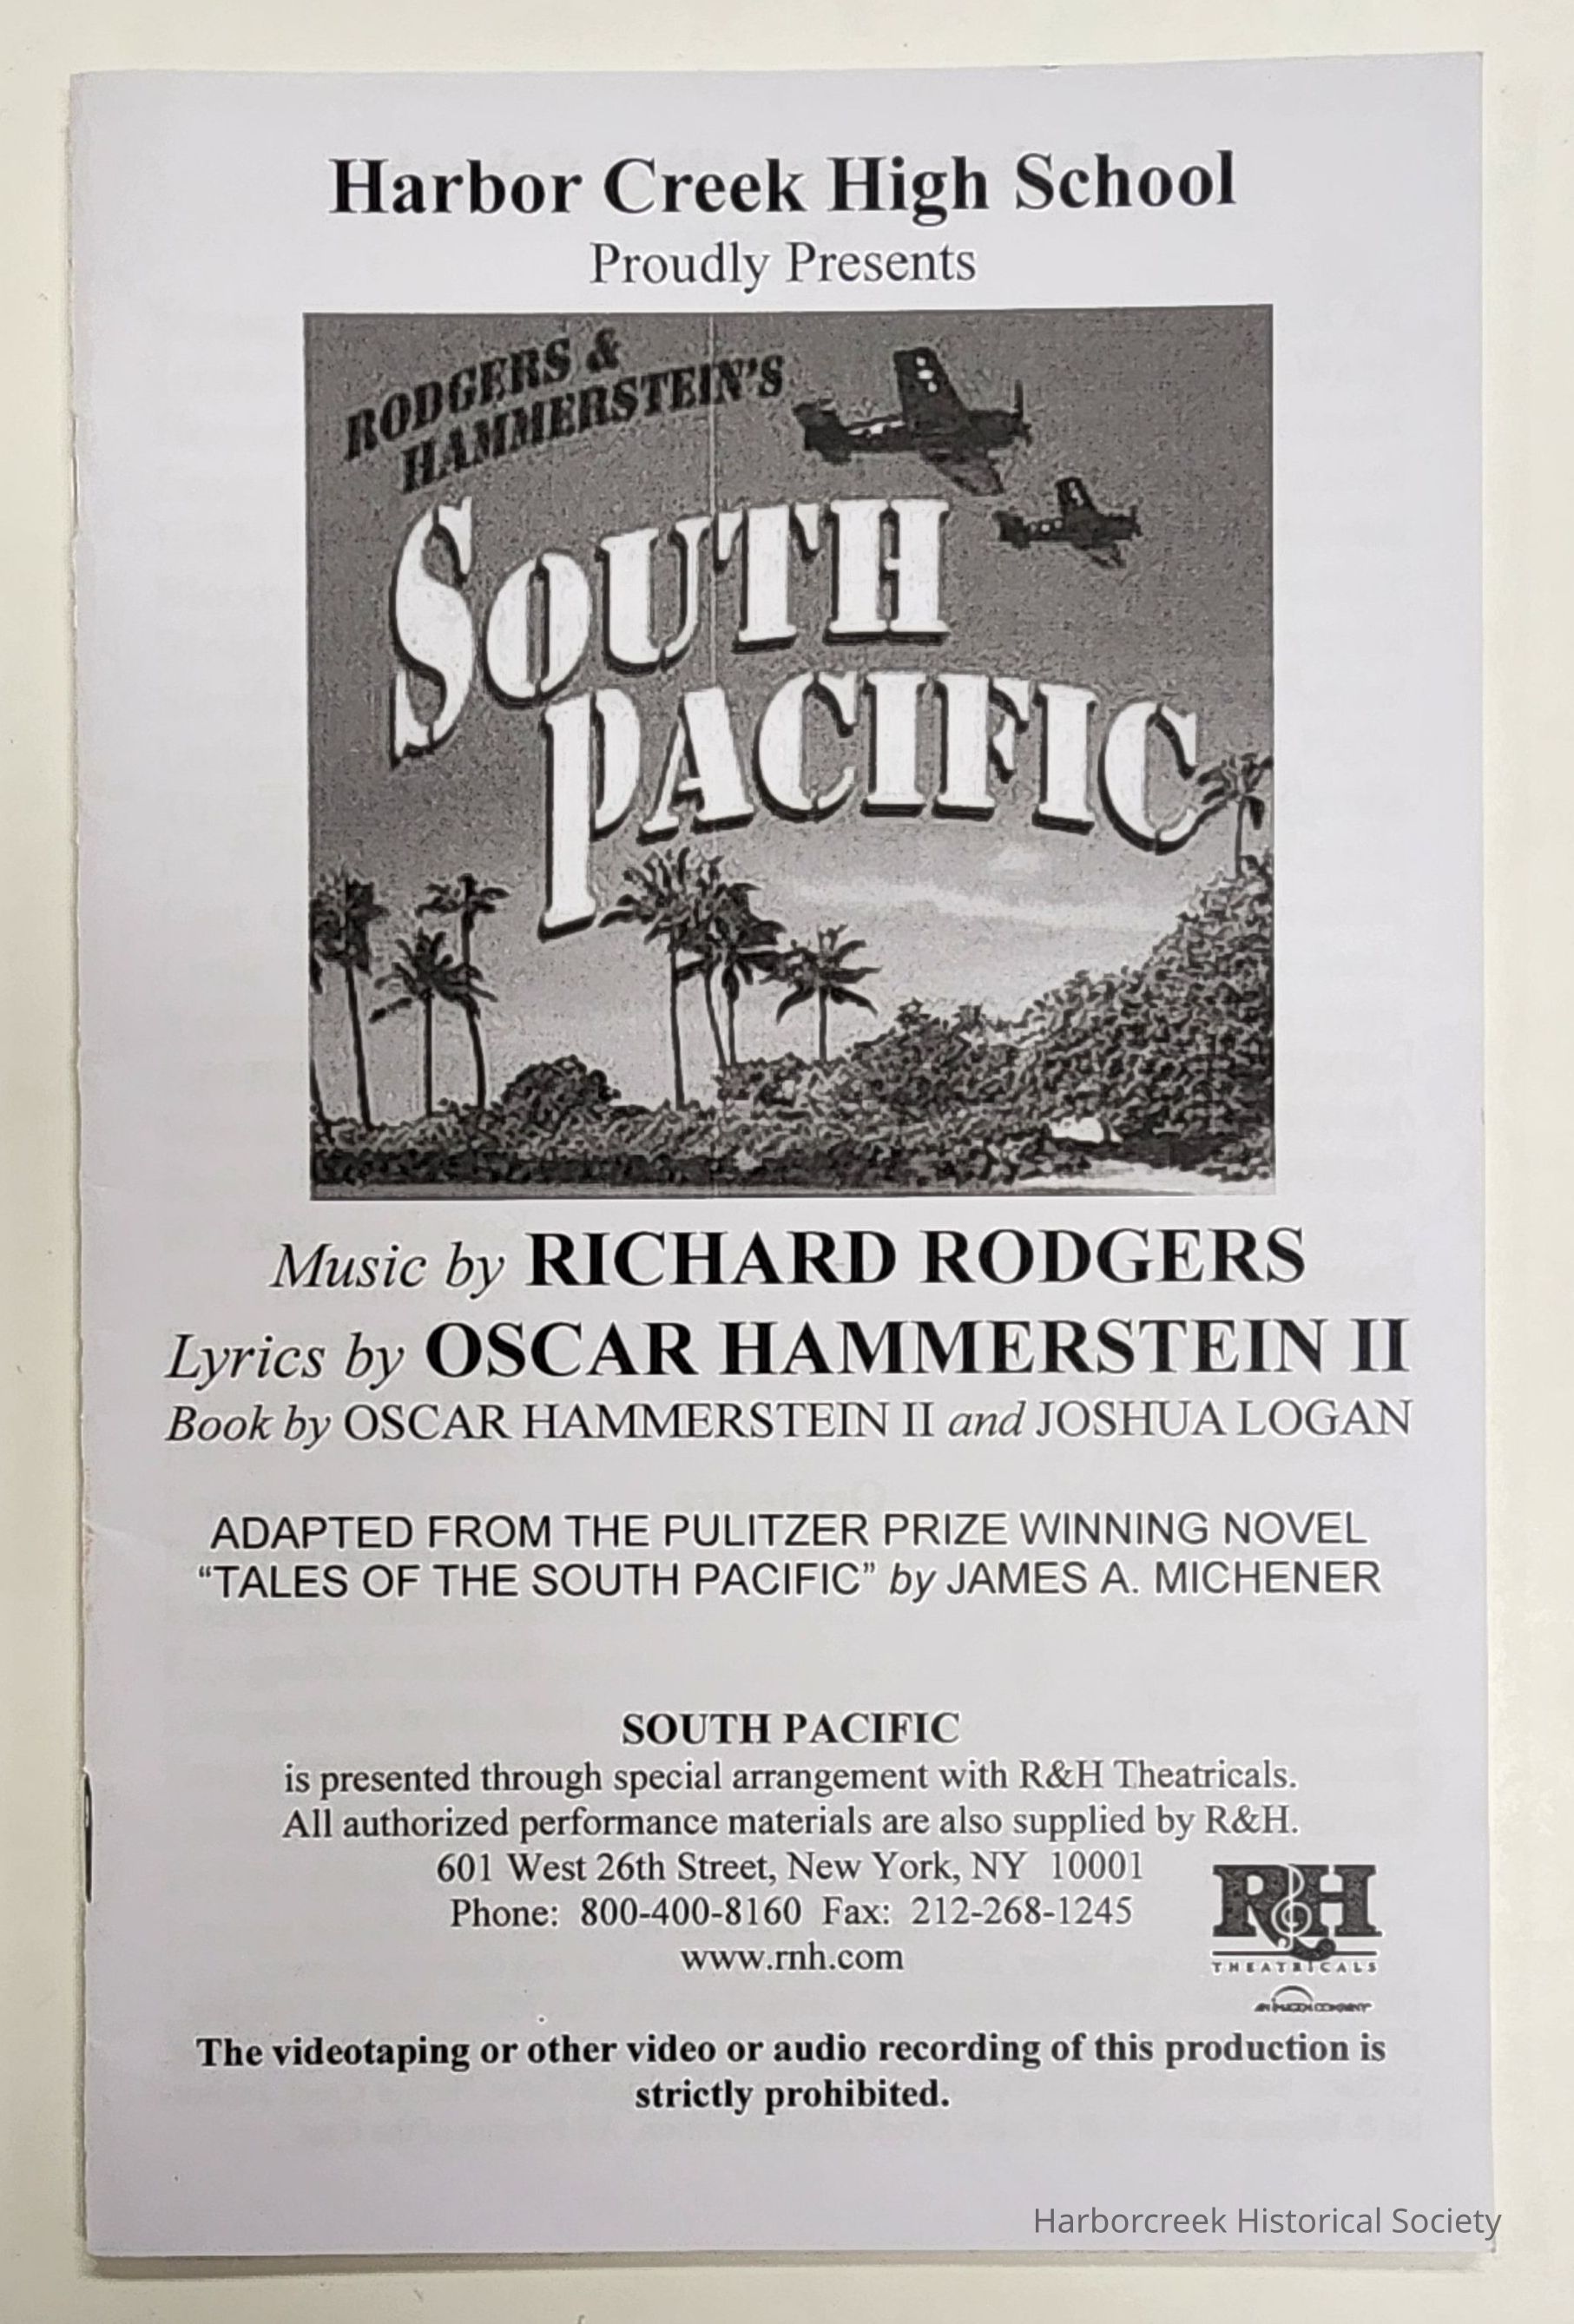 Harbor Creek High School
Proudly Presents
RODGERS &
HAMMERSTEIN'S
SOUTH
PACIFIC
Music by RICHARD RODGERS
Lyrics by OSCAR HAMMERSTEIN II
Book by OSCAR HAMMERSTEIN II and JOSHUA LOGAN
ADAPTED FROM THE PULITZER PRIZE WINNING NOVEL
“TALES OF THE SOUTH PACIFIC” by JAMES A. MICHENER
SOUTH PACIFIC
is presented through special arrangement with R&H Theatricals.
All authorized performance materials are also supplied by R&H.
601 West 26th Street, New York, NY 10001
Phone: 800-400-8160 Fax: 212-268-1245
www.rnh.com
R&H
THEATRICALS
AN IMAGEM COMPANY
The videotaping or other video or audio recording of this production is
strictly prohibited.
Harborcreek Historical Society